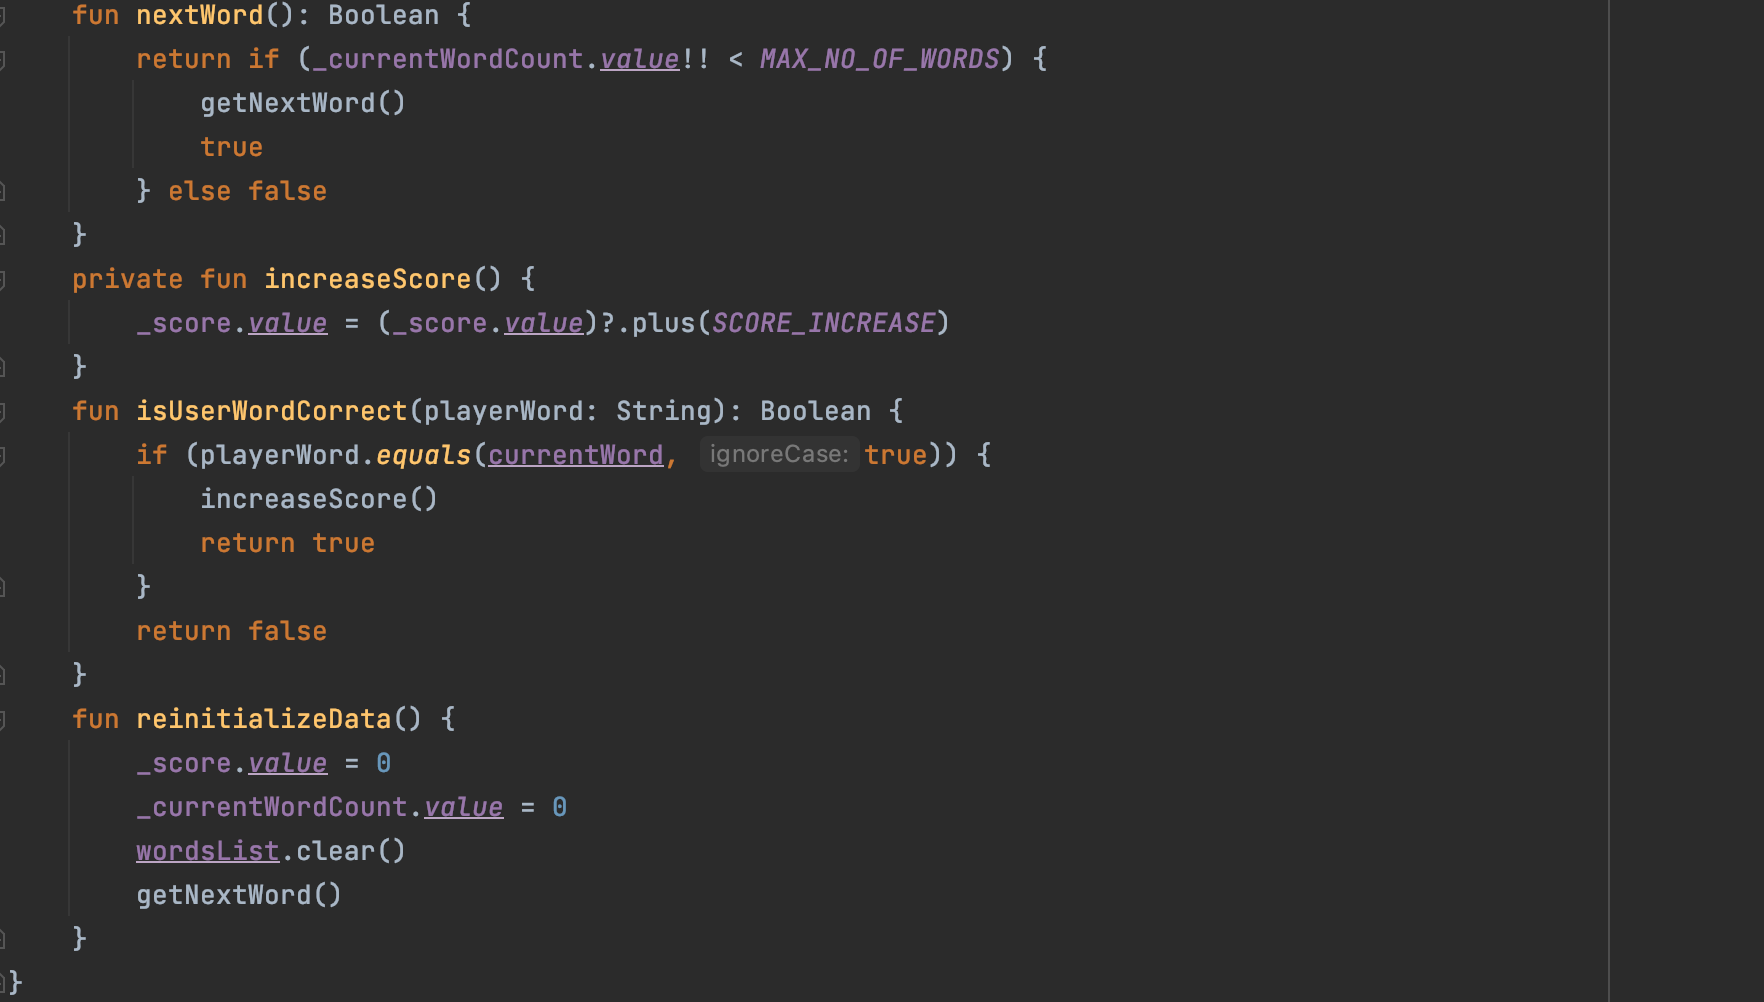 fun nextWord(): Boolean {
    return if (_currentWordCount.value!! < MAX_NO_OF_WORDS) {
        getNextWord()
        true
    } else false
}
private fun increaseScore() {
    _score.value = (_score.value)?.plus(SCORE_INCREASE)
}
fun isUserWordCorrect(playerWord: String): Boolean {
    if (playerWord.equals(currentWord, ignoreCase: true)) {
        increaseScore()
        return true
    }
    return false
}
fun reinitializeData() {
    _score.value = 0
    _currentWordCount.value = 0
    wordsList.clear()
    getNextWord()
}
}